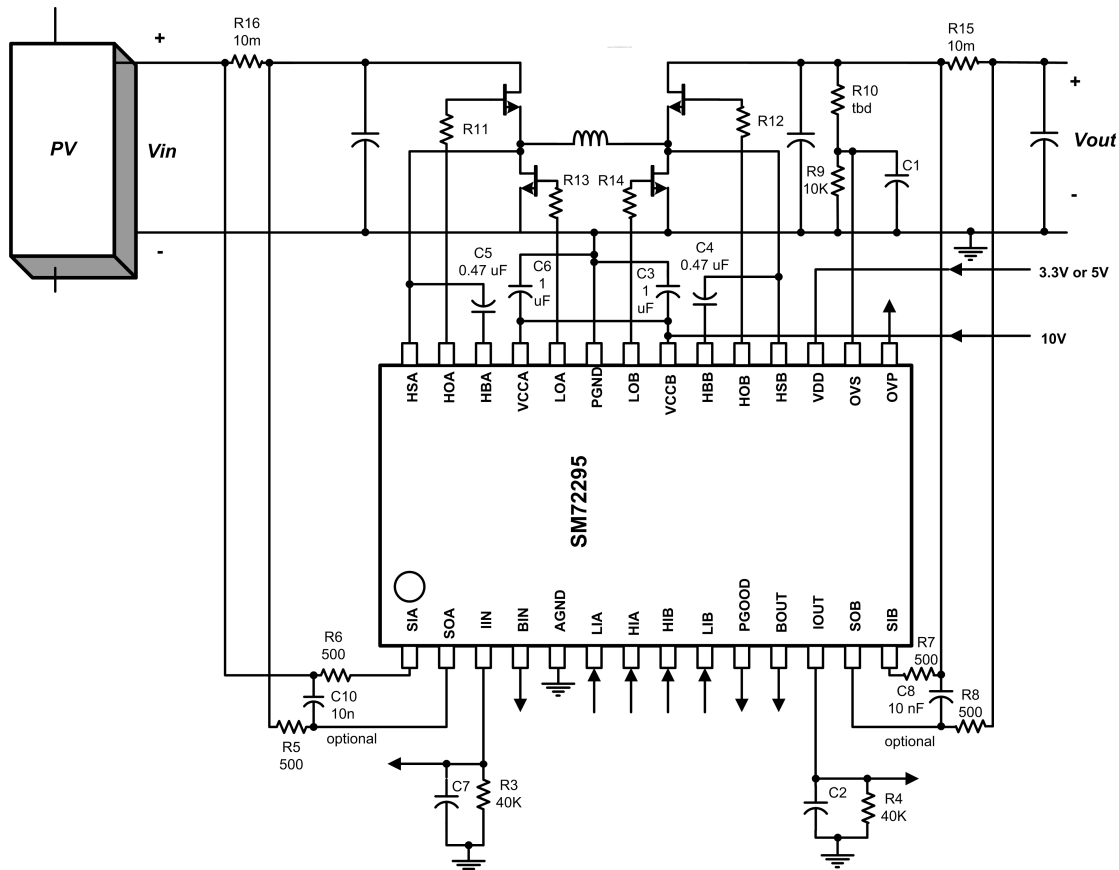 R16
10m
R15
10m
+
+
R10
tbd
R11
R12
PV
Vin
Vout
R13
R14
R9
10K
C1
-
-
C5
0.47 uF
C6
1
uF
C3
1
uF
C4
0.47 uF
3.3V or 5V
10V
HSA
HOA
HBA
VCCA
LOA
PGND
LOB
VCCB
HBB
HOB
HSB
VDD
OVS
OVP
SM72295
SIA
SOA
IIN
BIN
AGND
LIA
HIA
HIB
LIB
PGOOD
BOUT
IOUT
SOB
SIB
R6
500
R7
500
C10
10n
C8
10 nF
R8
500
optional
optional
R5
500
C7
R3
40K
C2
R4
40K